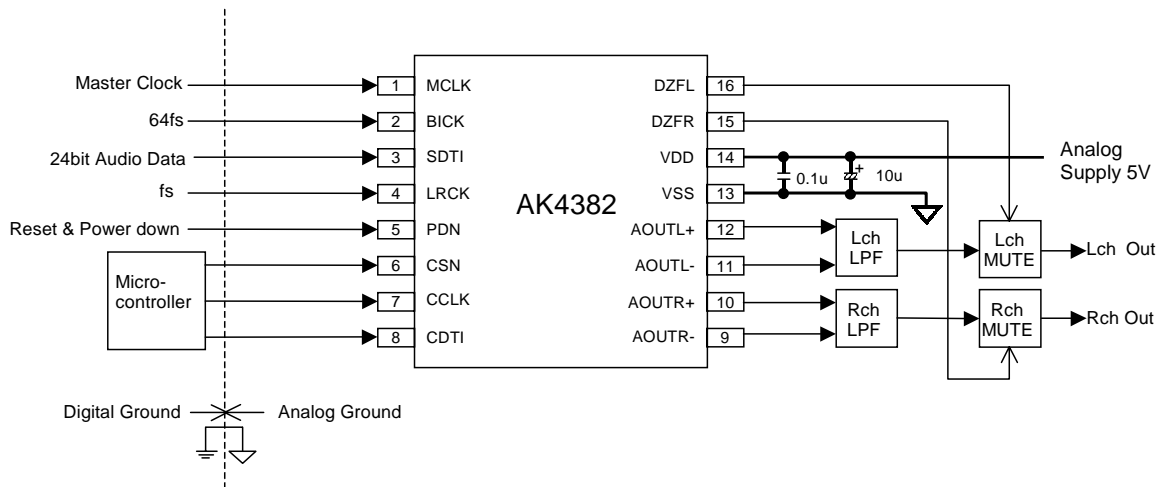 Master Clock
64fs
24bit Audio Data
fs
Reset & Power down
Micro-
controller
1
2
3
4
5
6
7
8
MCLK
BICK
SDTI
LRCK
PDN
CSN
CCLK
CDTI
AK4382
DZFL
DZFR
VDD
VSS
AOUTL+
AOUTL-
AOUTR+
AOUTR-
16
15
14
13
12
11
10
9
0.1u
+
10u
Analog
Supply 5V
Lch
LPF
Lch
MUTE
Lch Out
Rch
LPF
Rch
MUTE
Rch Out
Digital Ground
Analog Ground